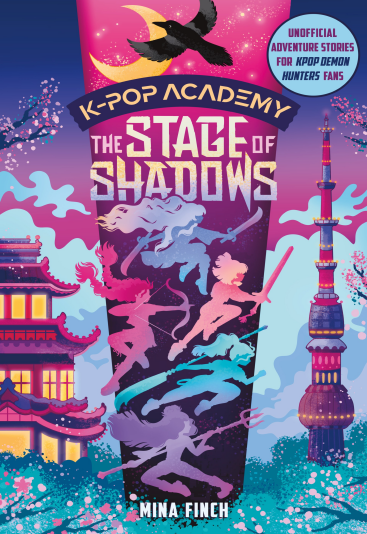 UNOFFICIAL
ADVENTURE STORIES
FOR KPOP DEMON
HUNTERS FANS
K-POP ACADEMY
THE STAGE OF
SHADOWS
MINA FINCH